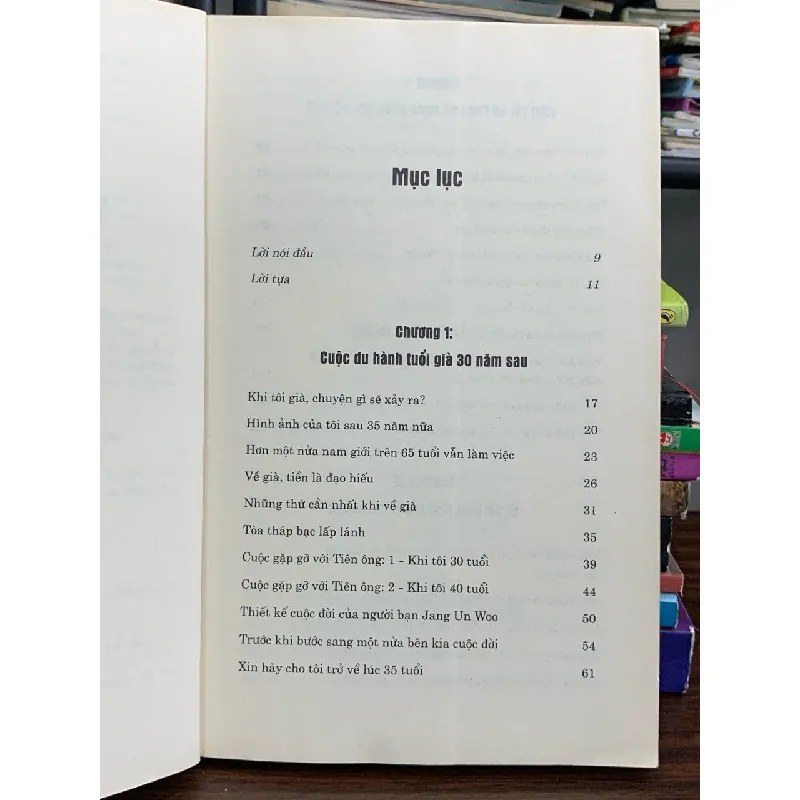 Mục lục
Lời nói đầu 9
Lời tựa 11
Chương 1:
Cuộc du hành tuổi già 30 năm sau
Khi tôi già, chuyện gì sẽ xảy ra? 17
Hình ảnh của tôi sau 35 năm nữa 20
Hơn một nửa nam giới trên 65 tuổi vẫn làm việc 23
Về già, tiền là đạo hiếu 26
Những thứ cần nhất khi về già 31
Tòa tháp bạc lấp lánh 35
Cuộc gặp gỡ với Tiên ông: 1 - Khi tôi 30 tuổi 39
Cuộc gặp gỡ với Tiên ông: 2 - Khi tôi 40 tuổi 44
Thiết kế cuộc đời của người bạn Jang Un Woo 50
Trước khi bước sang một nửa bên kia cuộc đời 54
Xin hãy cho tôi trở về lúc 35 tuổi 61